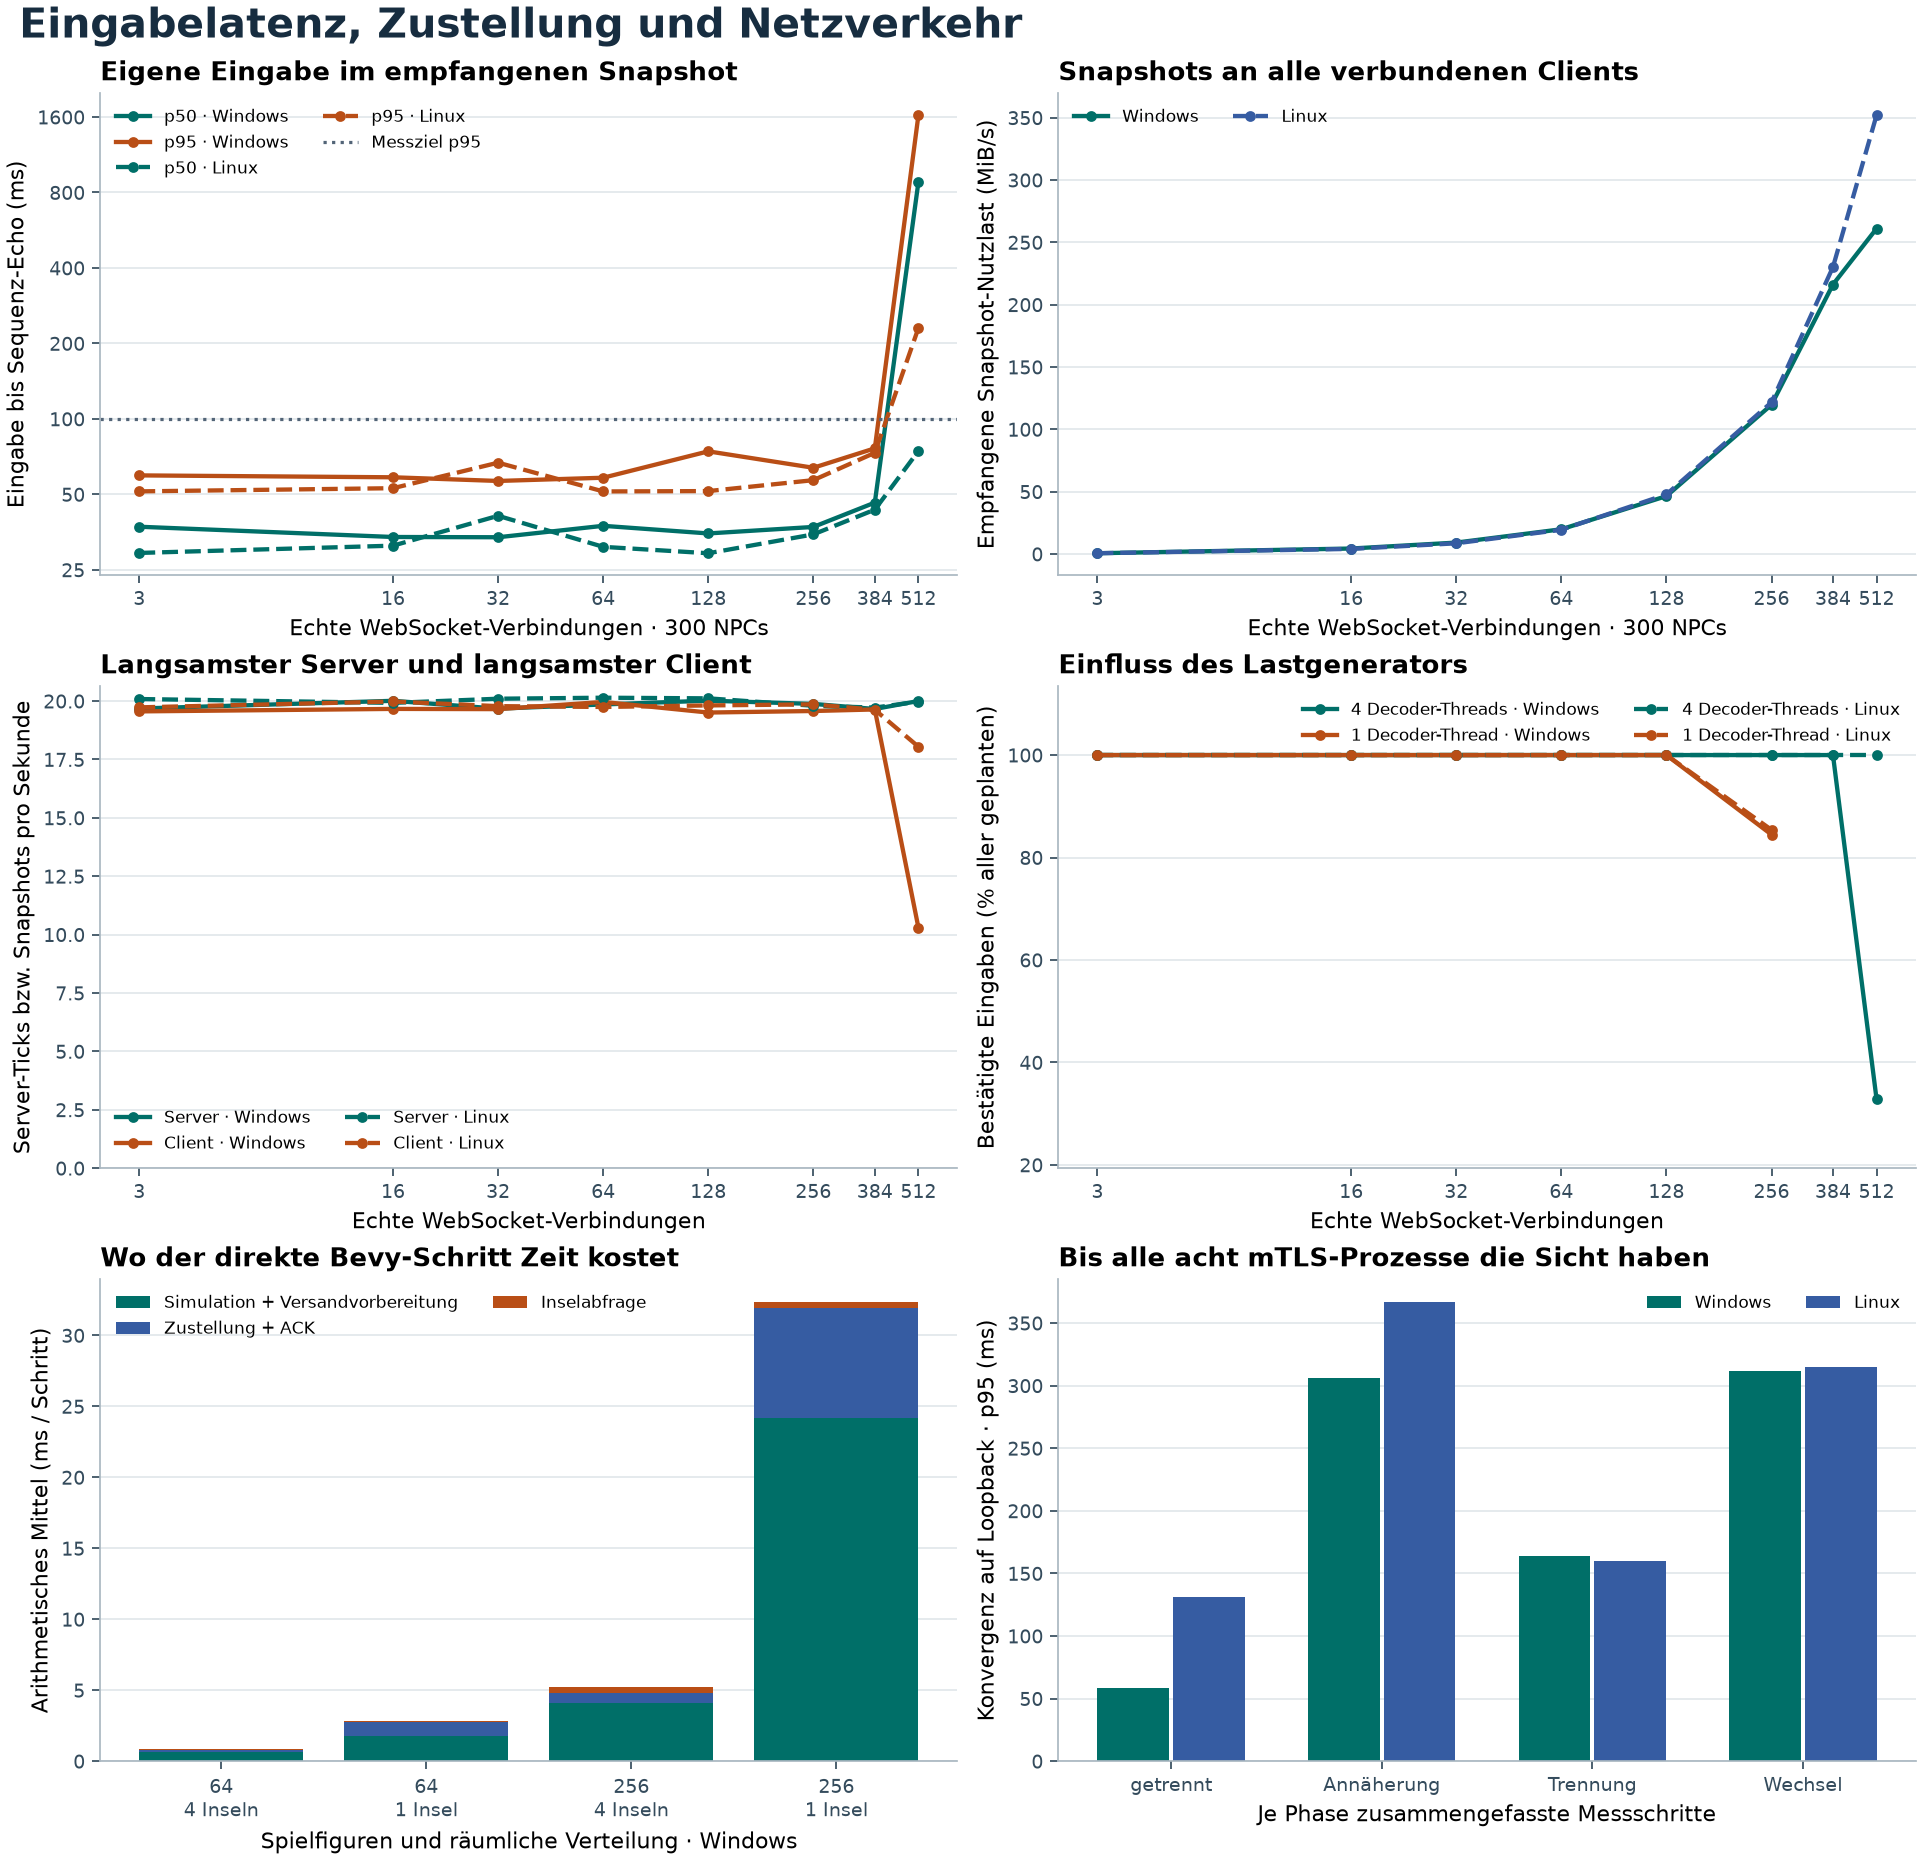 Eingabelatenz, Zustellung und Netzverkehr
Eigene Eingabe im empfangenen Snapshot
p50 · Windows
p95 · Windows
p50 · Linux
p95 · Linux
Messziel p95
Eingabe bis Sequenz-Echo (ms)
1600
800
400
200
100
50
25
3 16 32 64 128 256 384 512
Echte WebSocket-Verbindungen · 300 NPCs
Snapshots an alle verbundenen Clients
Windows
Linux
Empfangene Snapshot-Nutzlast (MiB/s)
350
300
250
200
150
100
50
0
3 16 32 64 128 256 384 512
Echte WebSocket-Verbindungen · 300 NPCs
Langsamster Server und langsamster Client
Server-Ticks bzw. Snapshots pro Sekunde
20.0
17.5
15.0
12.5
10.0
7.5
5.0
2.5
0.0
Server · Windows
Client · Windows
Server · Linux
Client · Linux
3 16 32 64 128 256 384 512
Echte WebSocket-Verbindungen
Einfluss des Lastgenerators
4 Decoder-Threads · Windows
1 Decoder-Thread · Windows
4 Decoder-Threads · Linux
1 Decoder-Thread · Linux
Bestätigte Eingaben (% aller geplanten)
100
80
60
40
20
3 16 32 64 128 256 384 512
Echte WebSocket-Verbindungen
Wo der direkte Bevy-Schritt Zeit kostet
Simulation + Versandvorbereitung
Zustellung + ACK
Inselabfrage
Arithmetisches Mittel (ms / Schritt)
30
25
20
15
10
5
0
64 64 256 256
4 Inseln 1 Insel 4 Inseln 1 Insel
Spielfiguren und räumliche Verteilung · Windows
Bis alle acht mTLS-Prozesse die Sicht haben
Windows
Linux
Konvergenz auf Loopback · p95 (ms)
350
300
250
200
150
100
50
0
getrennt Annäherung Trennung Wechsel
Je Phase zusammengefasste Messschritte